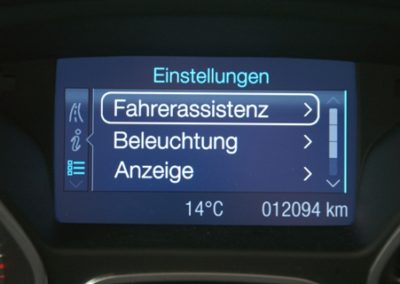 Einstellungen
Fahrerassistenz
Beleuchtung
Anzeige
14°C 012094 km